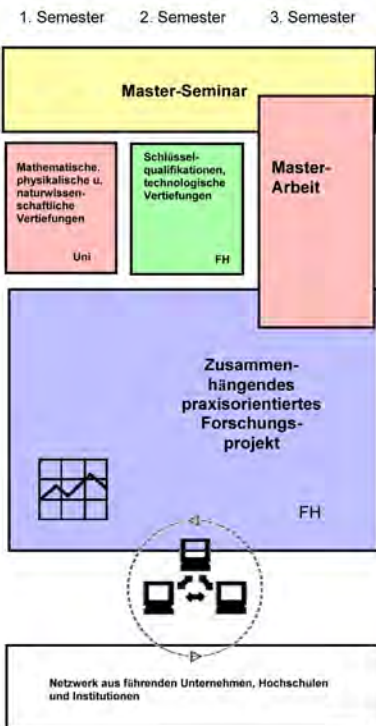 1. Semester 2. Semester 3. Semester
Master-Seminar
Mathematische,
physikalische u.
naturwissen-
schaftliche
Vertiefungen
Uni
Schlüssel-
qualifikationen,
technologische
Vertiefungen
FH
Master-
Arbeit
Zusammen-
hängendes
praxisorientiertes
Forschungs-
projekt
FH
Netzwerk aus führenden Unternehmen, Hochschulen
und Institutionen